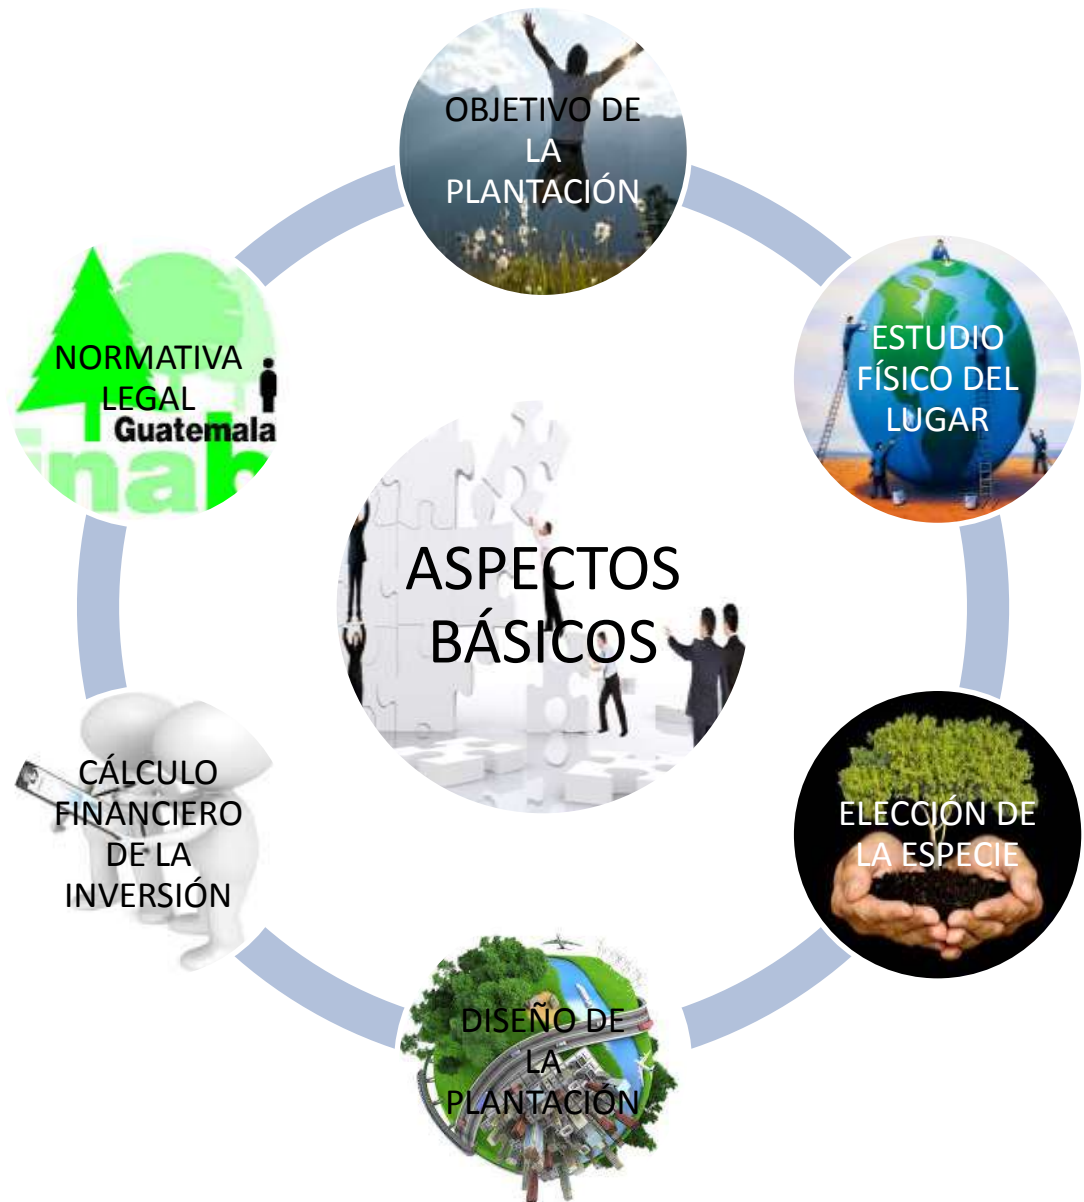 OBJETIVO DE
LA
PLANTACIÓN
ESTUDIO
FÍSICO DEL
LUGAR
ELECCIÓN DE
LA ESPECIE
DISEÑO DE
LA
PLANTACIÓN
CÁLCULO
FINANCIERO
DE LA
INVERSIÓN
NORMATIVA
LEGAL
Guatemala
inab
ASPECTOS
BÁSICOS